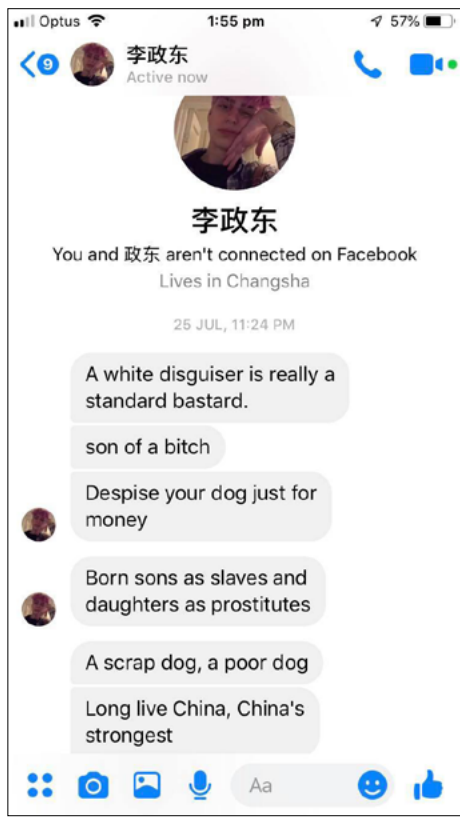 Optus 1:55 pm 57%
9 李政东
Active now
李政东
You and 政东 aren't connected on Facebook
Lives in Changsha
25 JUL, 11:24 PM
A white disguiser is really a
standard bastard.
son of a bitch
Despise your dog just for
money
Born sons as slaves and
daughters as prostitutes
A scrap dog, a poor dog
Long live China, China's
strongest
Aa